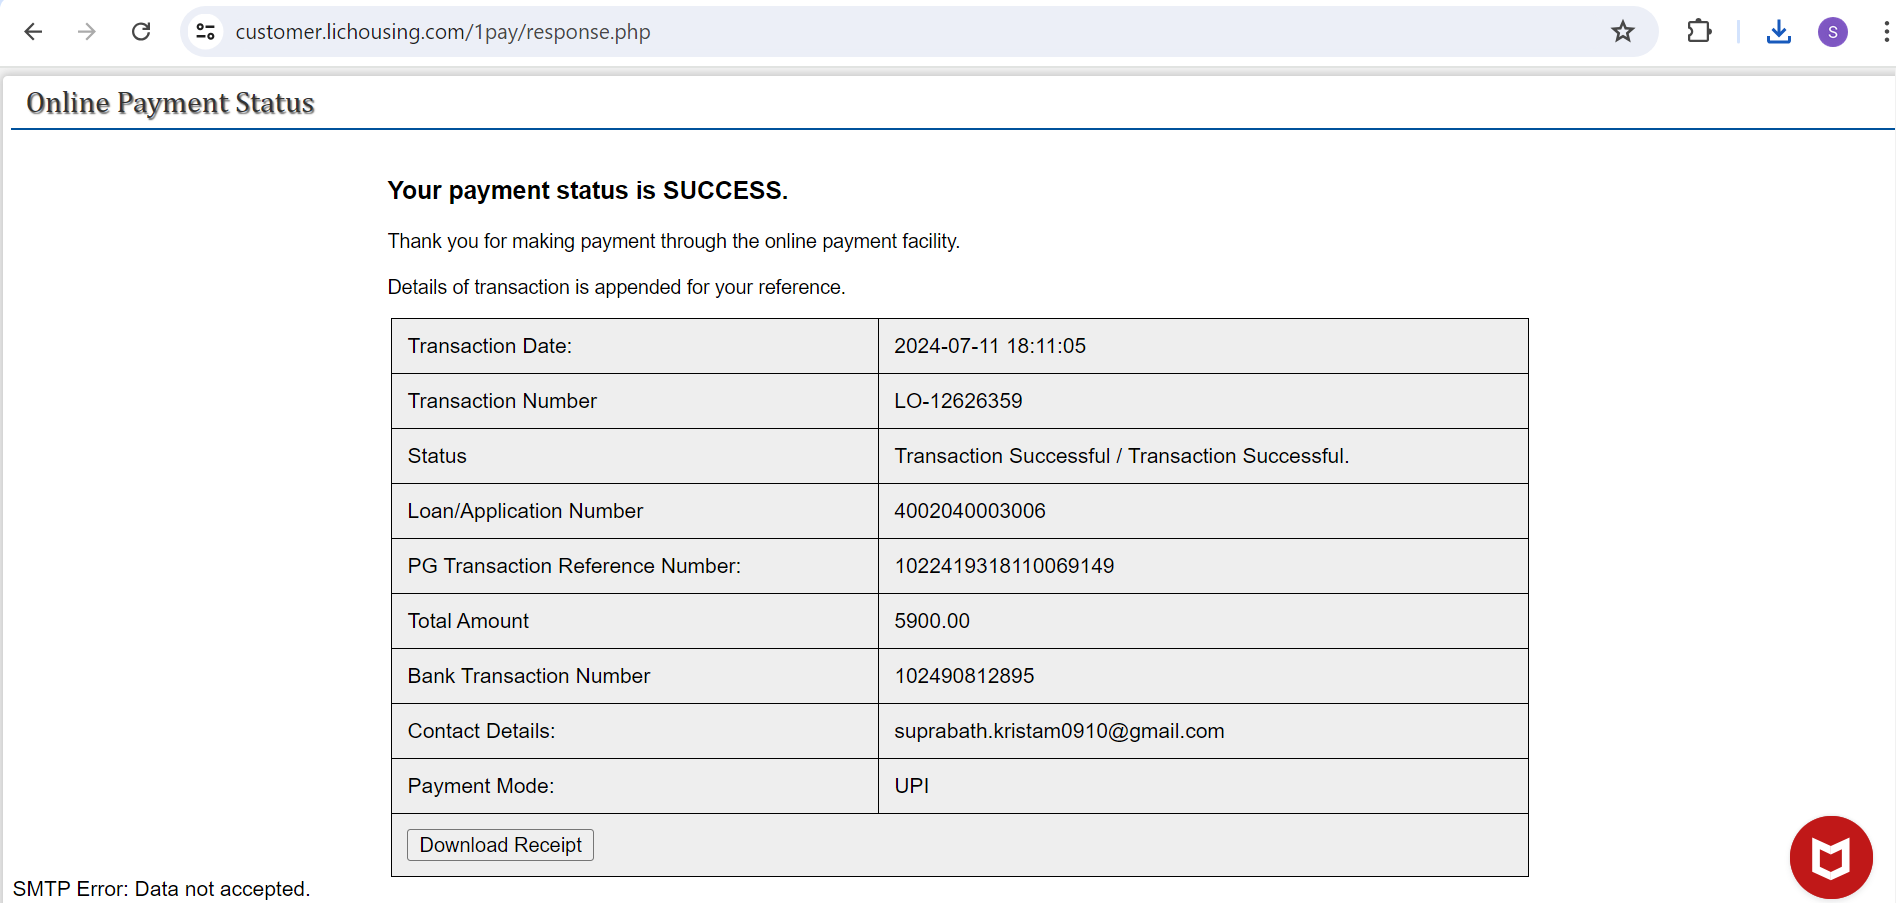 customer.lichousing.com/1pay/response.php
S
Online Payment Status
Your payment status is SUCCESS.
Thank you for making payment through the online payment facility.
Details of transaction is appended for your reference.
Transaction Date: 2024-07-11 18:11:05
Transaction Number LO-12626359
Status Transaction Successful / Transaction Successful.
Loan/Application Number 4002040003006
PG Transaction Reference Number: 1022419318110069149
Total Amount 5900.00
Bank Transaction Number 102490812895
Contact Details: suprabath.kristam0910@gmail.com
Payment Mode: UPI
Download Receipt
SMTP Error: Data not accepted.